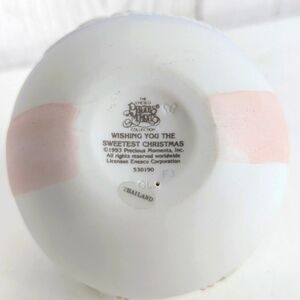 THE
ENESCO
Precious
Moments
COLLECTION
WISHING YOU THE
SWEETEST CHRISTMAS
©1993 Precious Moments, Inc.
All rights reserved worldwide
Licensee Enesco Corporation
530190
THAILAND